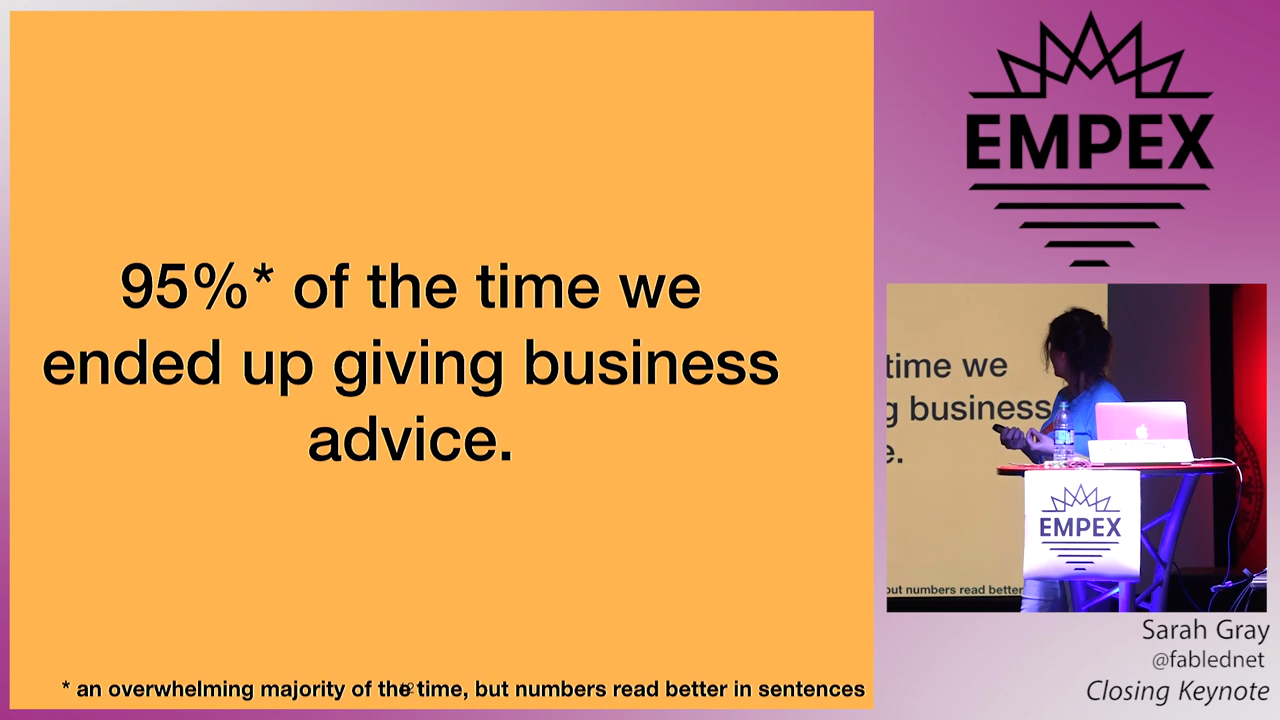 95%* of the time we
ended up giving business
advice.
* an overwhelming majority of the time, but numbers read better in sentences
EMPEX
time we
g business
e.
EMPEX
but numbers read better
Sarah Gray
@fablednet
Closing Keynote